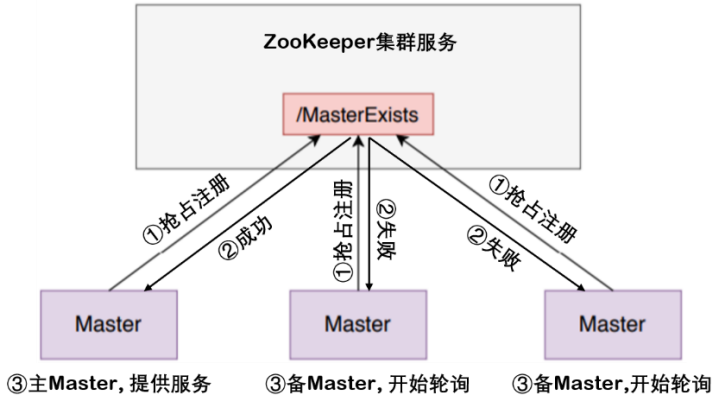 ZooKeeper集群服务
/MasterExists
①抢占注册
②成功
①抢占注册
②失败
①抢占注册
②失败
Master
Master
Master
③主Master, 提供服务
③备Master, 开始轮询
③备Master,开始轮询